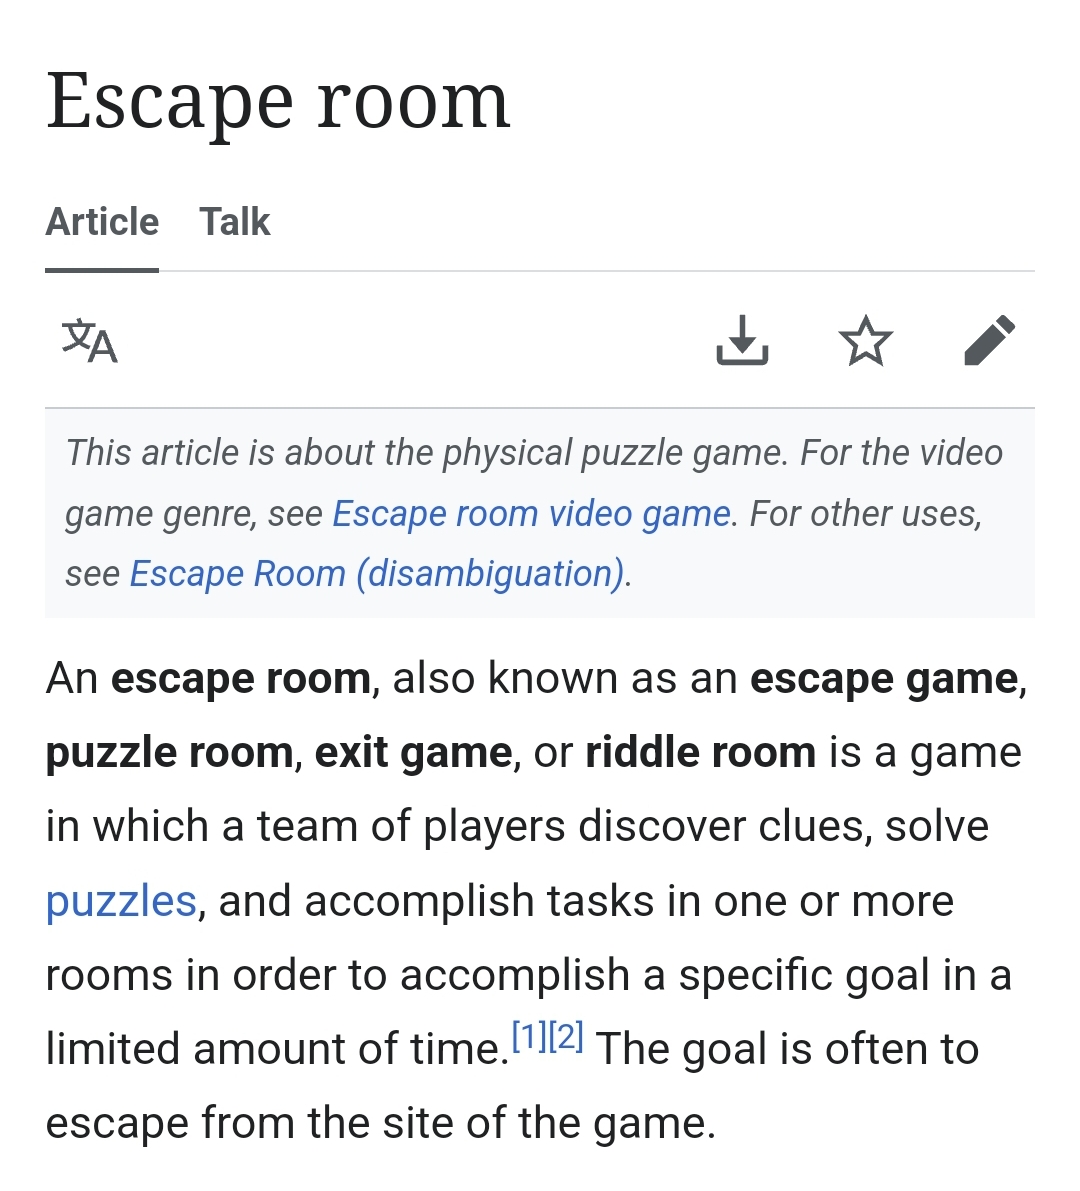 Escape room
Article Talk
文A
This article is about the physical puzzle game. For the video
game genre, see Escape room video game. For other uses,
see Escape Room (disambiguation).
An escape room, also known as an escape game,
puzzle room, exit game, or riddle room is a game
in which a team of players discover clues, solve
puzzles, and accomplish tasks in one or more
rooms in order to accomplish a specific goal in a
limited amount of time.[1][2] The goal is often to
escape from the site of the game.